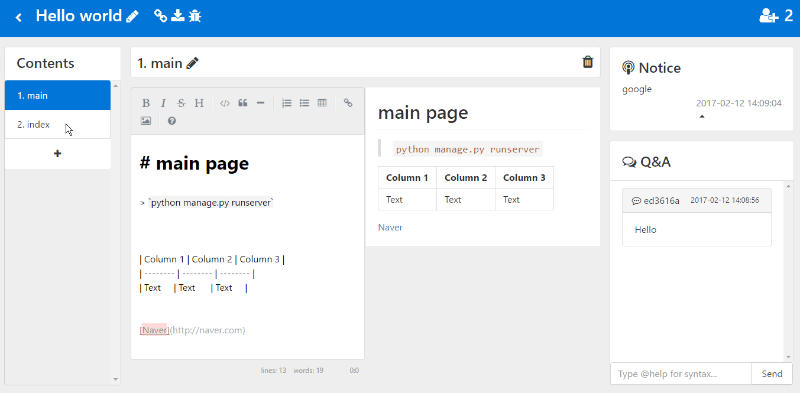 Hello world
2
Contents
1. main
2. index
1. main
B I S H
# main page
> `python manage.py runserver`
| Column 1 | Column 2 | Column 3 |
| -------- | -------- | -------- |
| Text | Text | Text |
[Naver](http://naver.com)
lines: 13 words: 19 0:0
main page
python manage.py runserver
Column 1 Column 2 Column 3
Text Text Text
Naver
Notice
google
2017-02-12 14:09:04
Q&A
ed3616a 2017-02-12 14:08:56
Hello
Type @help for syntax... Send